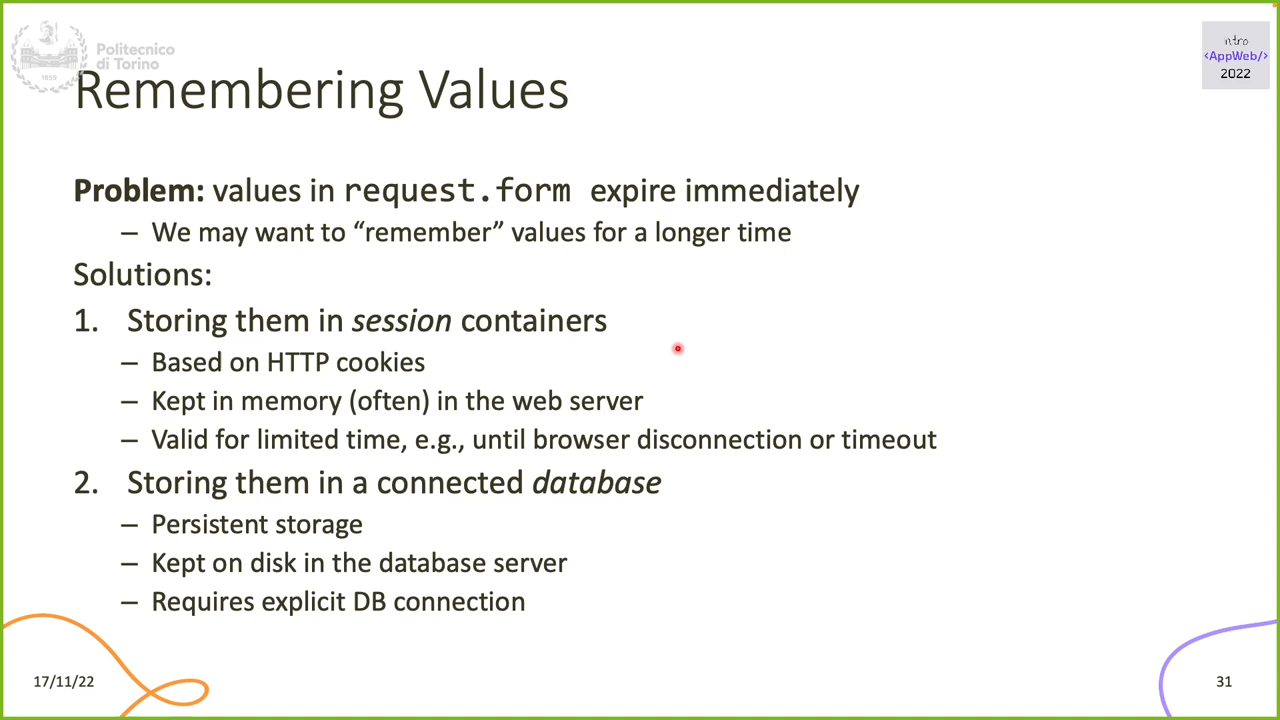 Politecnico
di Torino
1859
intro
<AppWeb/>
2022
Remembering Values
Problem: values in request.form expire immediately
– We may want to “remember” values for a longer time
Solutions:
1. Storing them in session containers
– Based on HTTP cookies
– Kept in memory (often) in the web server
– Valid for limited time, e.g., until browser disconnection or timeout
2. Storing them in a connected database
– Persistent storage
– Kept on disk in the database server
– Requires explicit DB connection
17/11/22
31